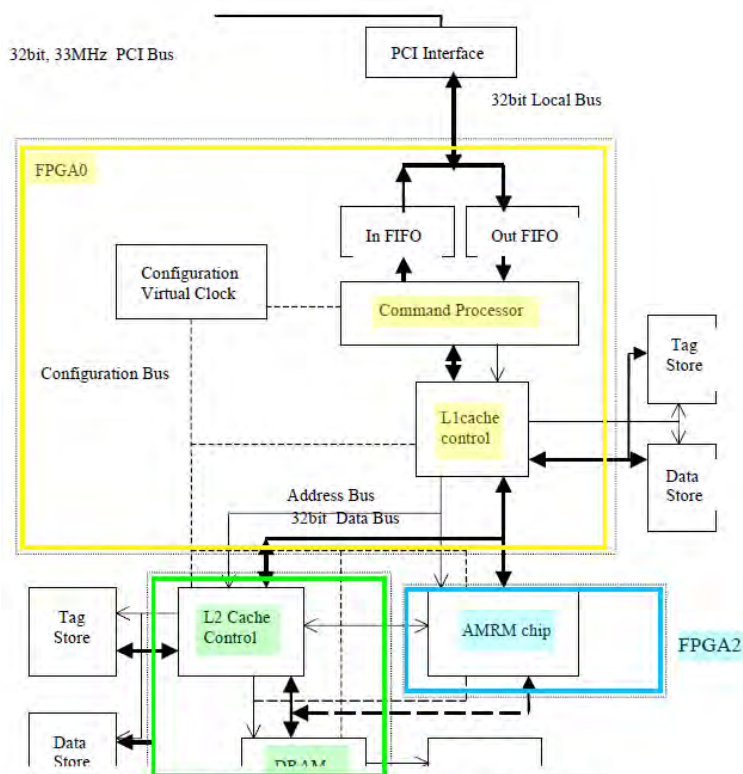 32bit, 33MHz PCI Bus
PCI Interface
32bit Local Bus
FPGA0
In FIFO
Out FIFO
Configuration
Virtual Clock
Command Processor
Tag
Store
Configuration Bus
L1cache
control
Data
Store
Address Bus
32bit Data Bus
Tag
Store
L2 Cache
Control
AMRM chip
FPGA2
Data
Store
DRAM